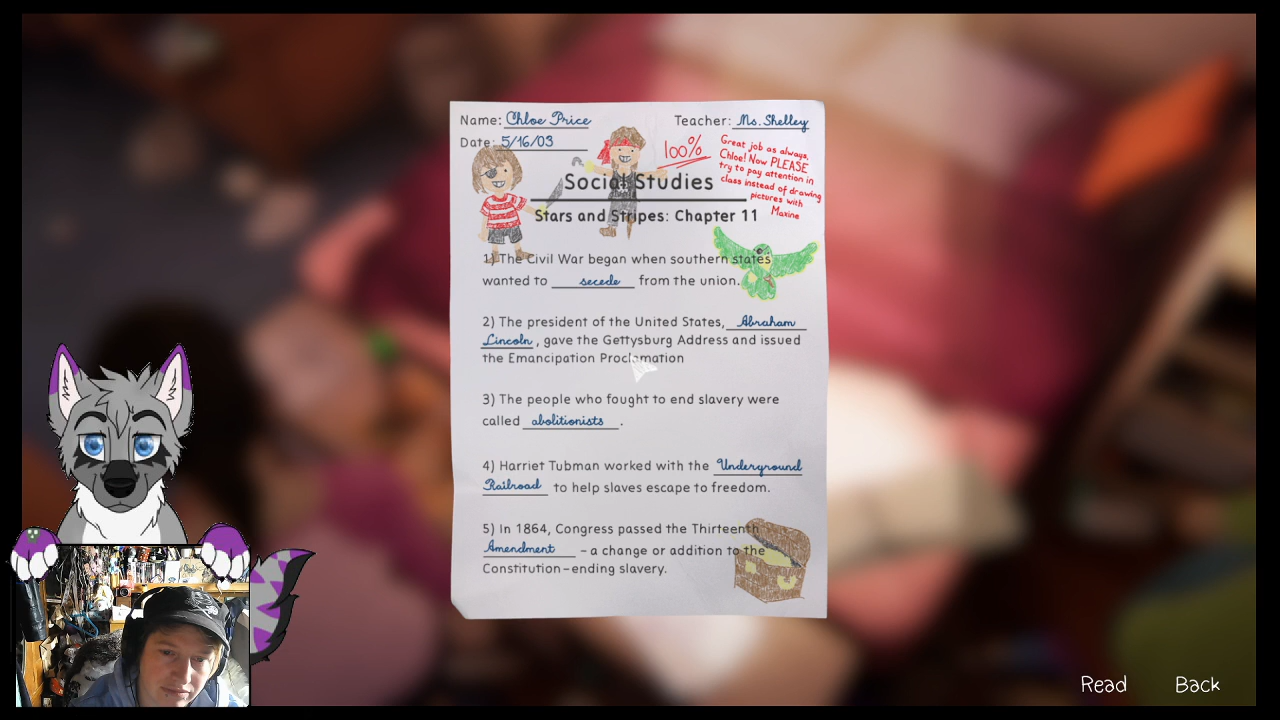 Name: Chloe Price
Teacher: Ms. Shelley
Date: 5/16/03
100%
Great job as always,
Chloe! Now PLEASE
try to pay attention in
class instead of drawing
pictures with
Maxine
Social Studies
Stars and Stripes: Chapter 11
1) The Civil War began when southern states
wanted to secede from the union.
2) The president of the United States, Abraham
Lincoln, gave the Gettysburg Address and issued
the Emancipation Proclamation
3) The people who fought to end slavery were
called abolitionists.
4) Harriet Tubman worked with the Underground
Railroad to help slaves escape to freedom.
5) In 1864, Congress passed the Thirteenth
Amendment - a change or addition to the
Constitution-ending slavery.
Read Back